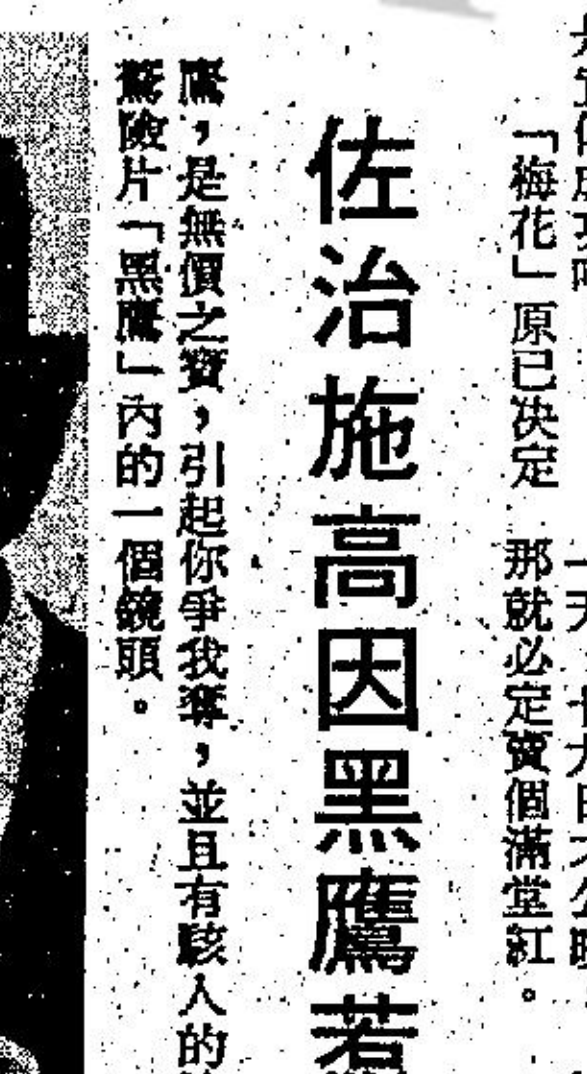 「梅花」原已決定
那就必定賣個滿堂紅。
佐治施高因黑鷹若
鷹，是無價之寶，引起你爭我奪，並且有駭人的
驚險片「黑鷹」內的一個鏡頭。